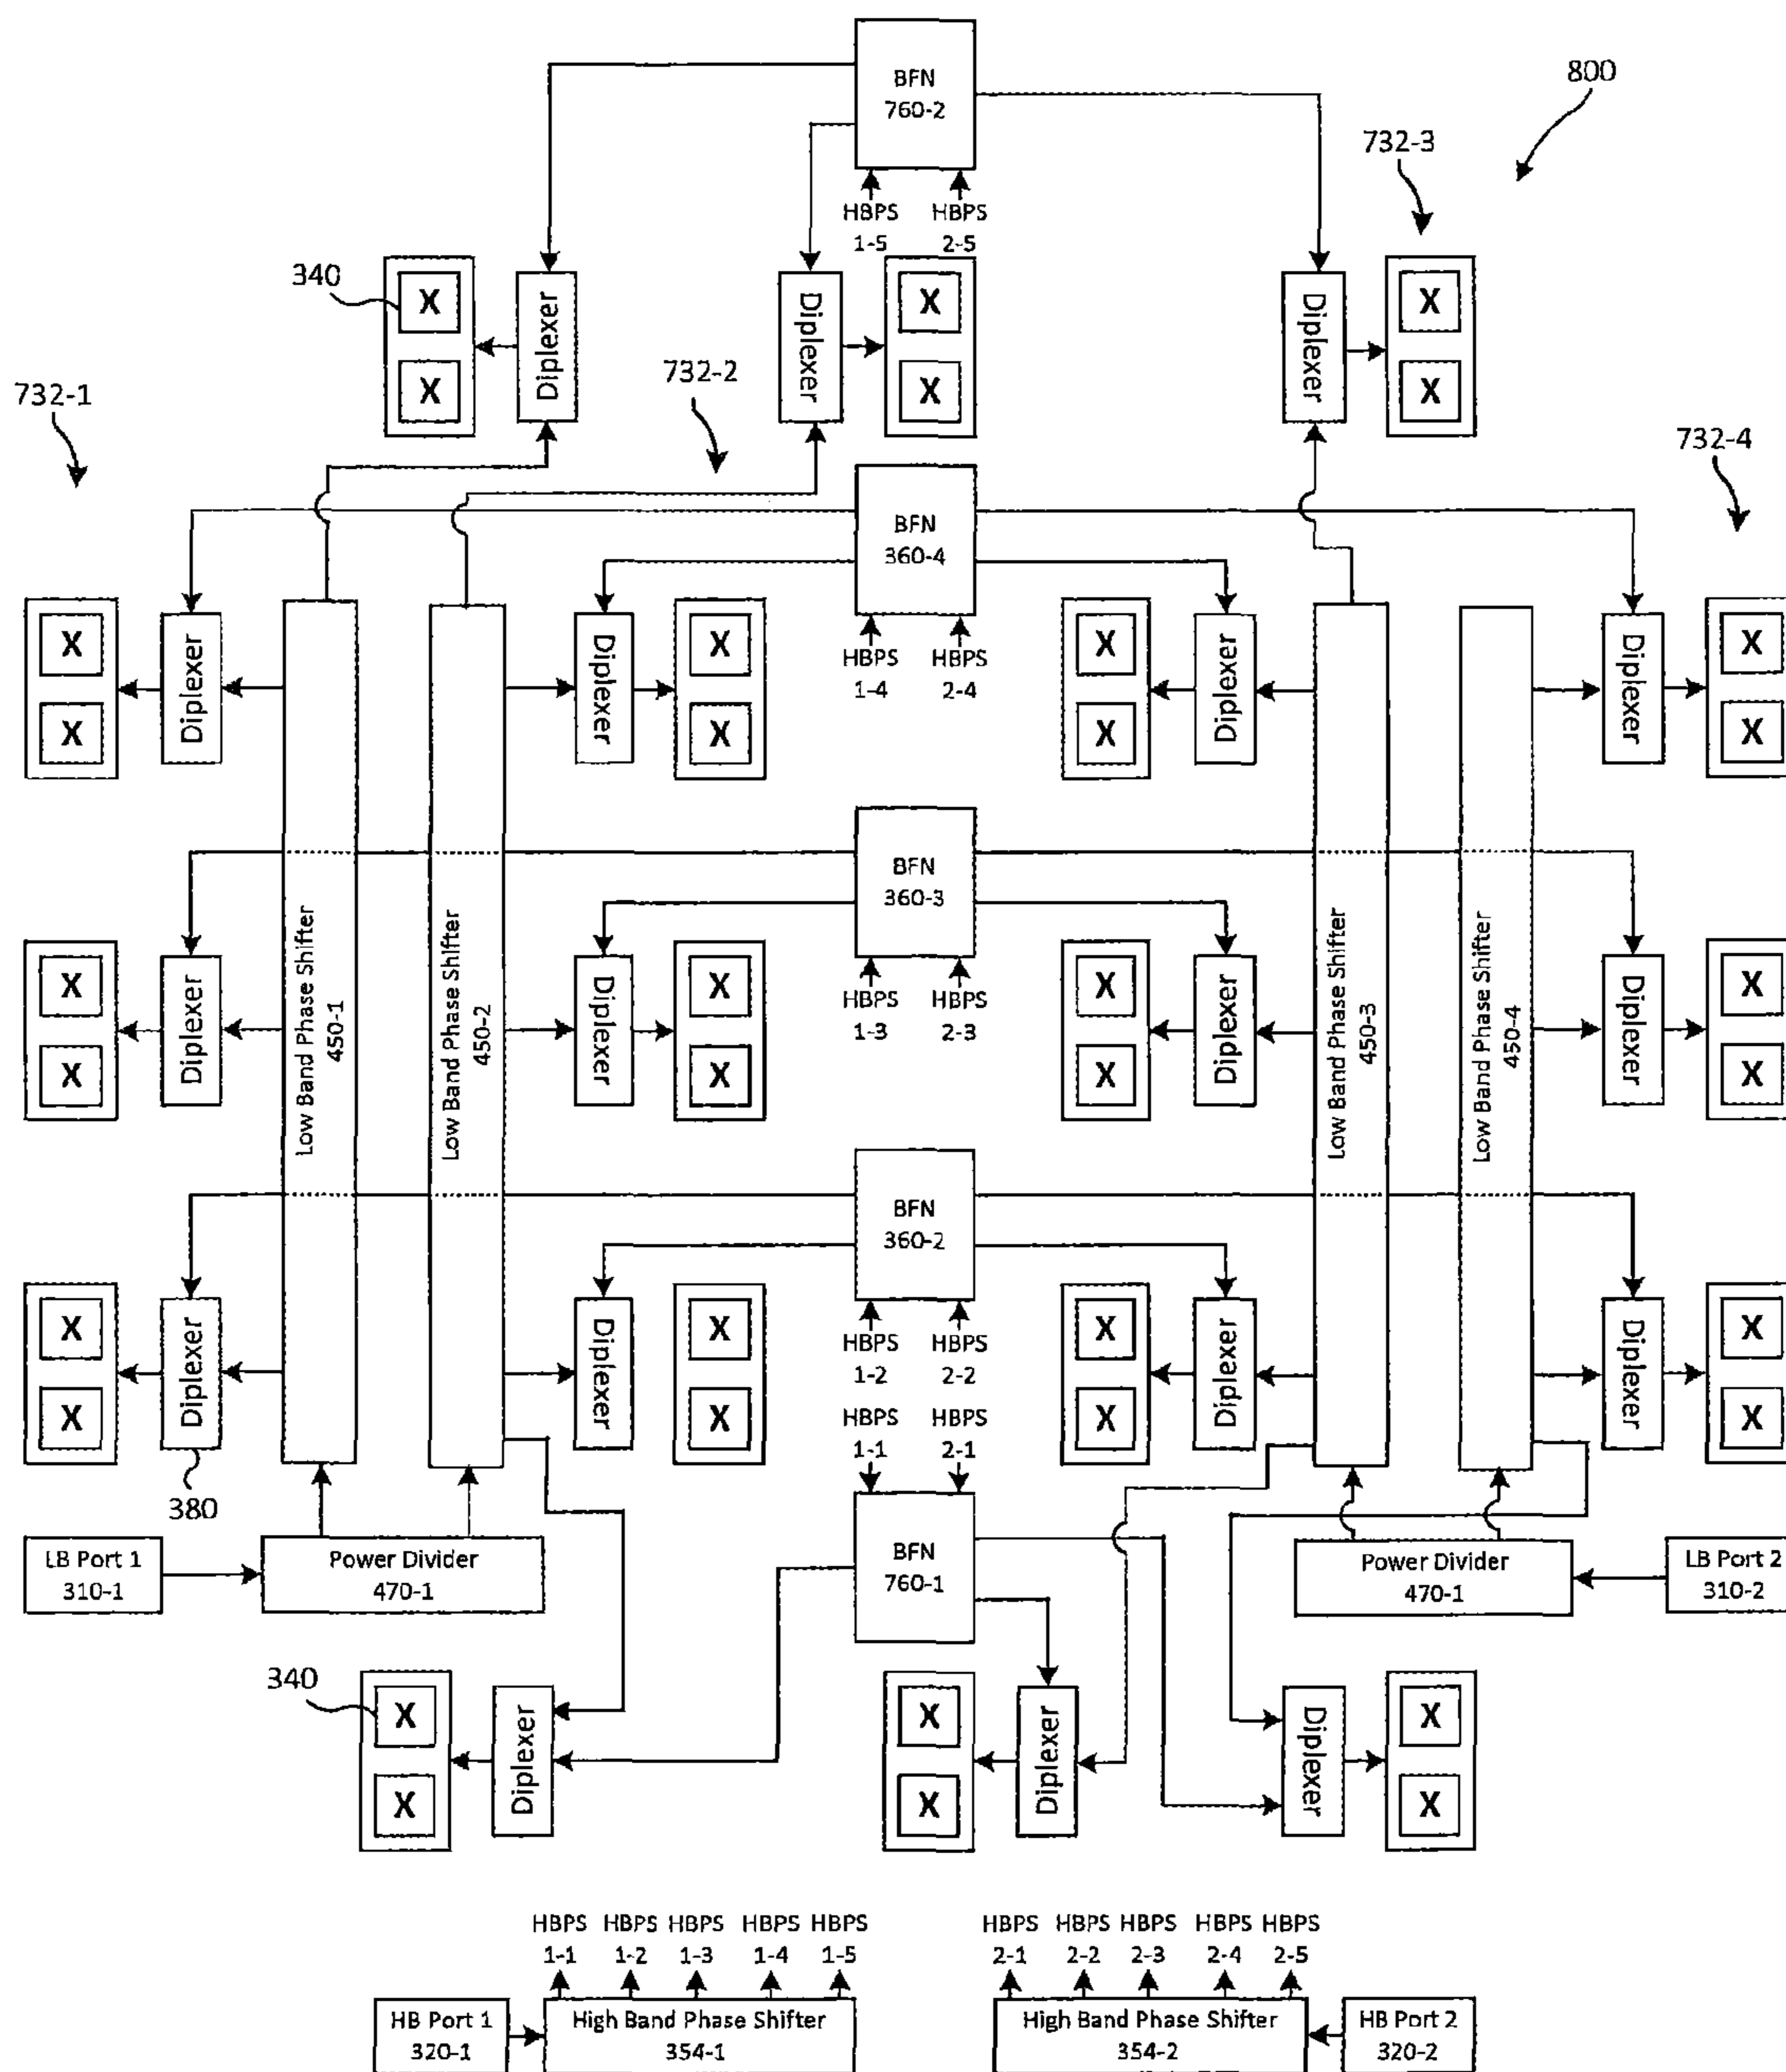 BFN
760-2
800
732-3
HBPS HBPS
1-5 2-5
340
X
X
Diplexer
Diplexer
X
X
Diplexer
X
X
732-1
732-2
732-4
BFN
360-4
HBPS HBPS
1-4 2-4
X
X
Diplexer
Diplexer
X
X
X
X
Diplexer
Diplexer
X
X
Low Band Phase Shifter
450-1
Low Band Phase Shifter
450-2
Low Band Phase Shifter
450-3
Low Band Phase Shifter
450-4
BFN
360-3
HBPS HBPS
1-3 2-3
X
X
Diplexer
Diplexer
X
X
X
X
Diplexer
Diplexer
X
X
BFN
360-2
HBPS HBPS
1-2 2-2
X
X
Diplexer
380
Diplexer
X
X
X
X
Diplexer
Diplexer
X
X
HBPS HBPS
1-1 2-1
BFN
760-1
LB Port 1
310-1
Power Divider
470-1
Power Divider
470-1
LB Port 2
310-2
340
X
X
Diplexer
X
X
Diplexer
Diplexer
X
X
HBPS HBPS HBPS HBPS HBPS
1-1 1-2 1-3 1-4 1-5
HBPS HBPS HBPS HBPS HBPS
2-1 2-2 2-3 2-4 2-5
HB Port 1
320-1
High Band Phase Shifter
354-1
High Band Phase Shifter
354-2
HB Port 2
320-2